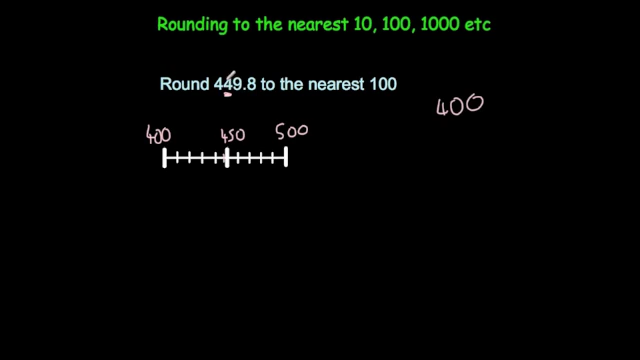 Rounding to the nearest 10, 100, 1000 etc
Round 449.8 to the nearest 100
400
400 450 500